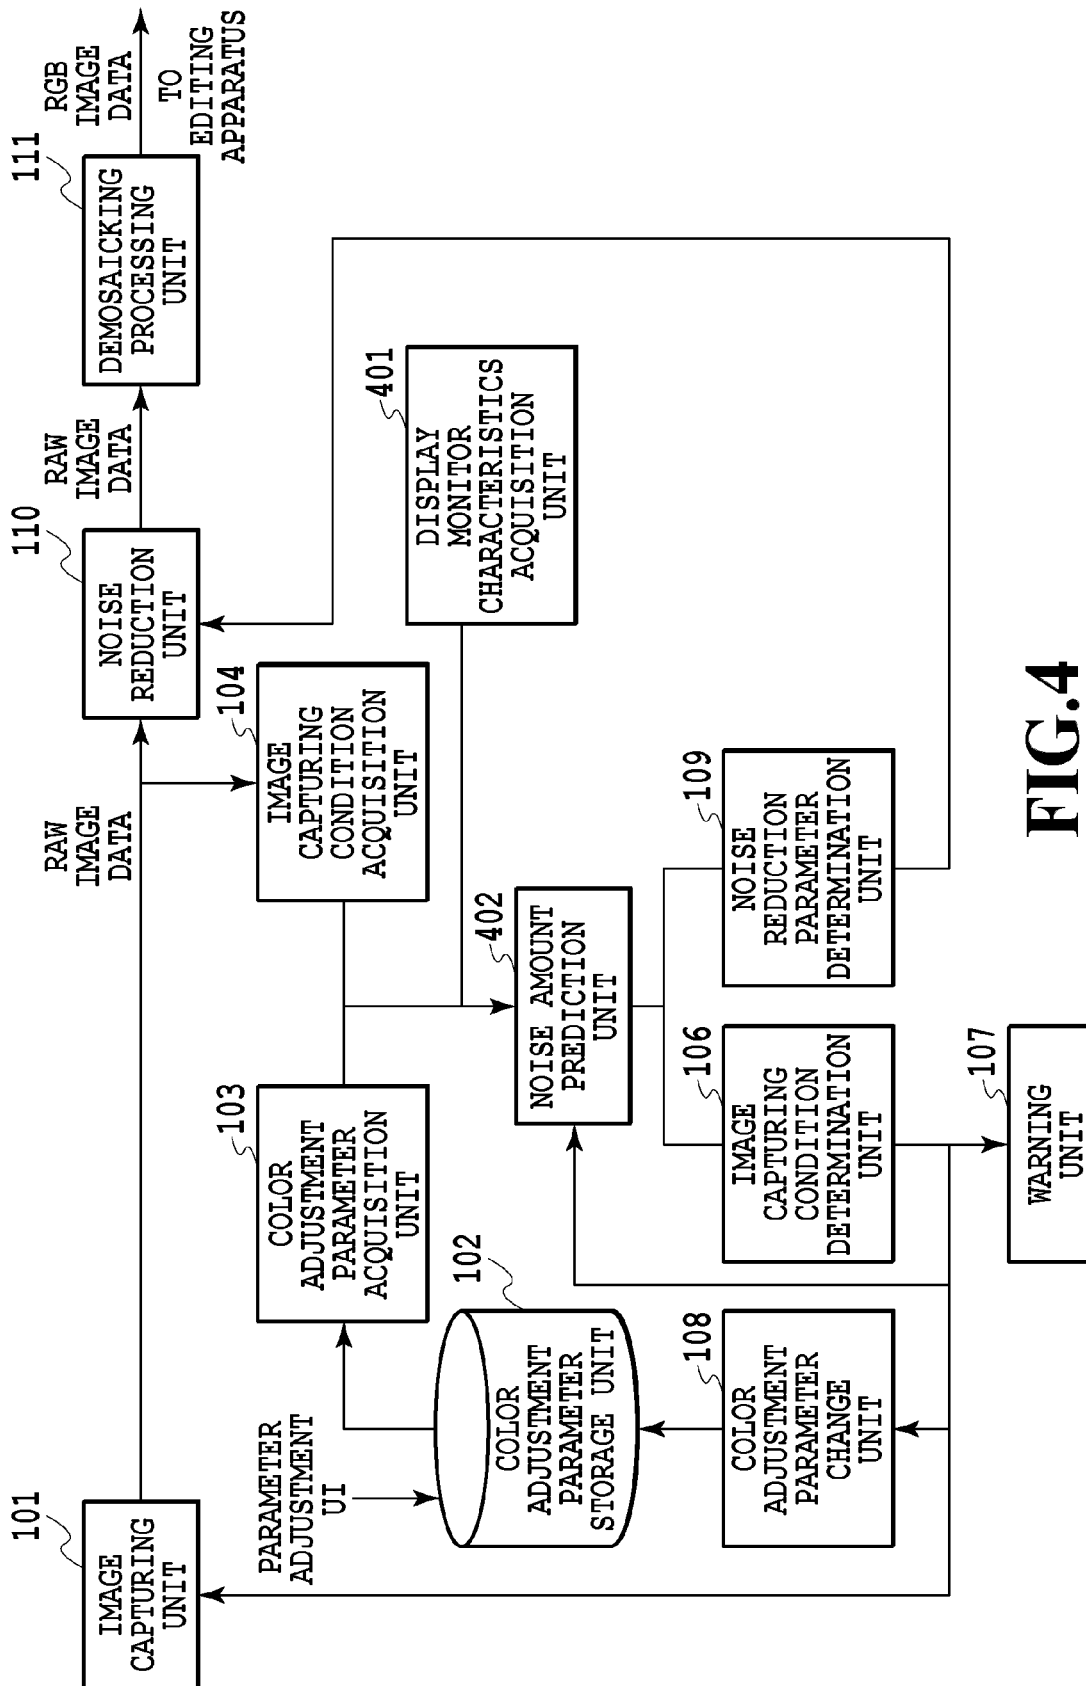 101
IMAGE
CAPTURING
UNIT
RAW
IMAGE
DATA
110
NOISE
REDUCTION
UNIT
RAW
IMAGE
DATA
111
DEMOSAICKING
PROCESSING
UNIT
RGB
IMAGE
DATA
TO
EDITING
APPARATUS
PARAMETER
ADJUSTMENT
UI
103
COLOR
ADJUSTMENT
PARAMETER
ACQUISITION
UNIT
104
IMAGE
CAPTURING
CONDITION
ACQUISITION
UNIT
401
DISPLAY
MONITOR
CHARACTERISTICS
ACQUISITION
UNIT
102
COLOR
ADJUSTMENT
PARAMETER
STORAGE UNIT
402
NOISE AMOUNT
PREDICTION
UNIT
108
COLOR
ADJUSTMENT
PARAMETER
CHANGE
UNIT
106
IMAGE
CAPTURING
CONDITION
DETERMINATION
UNIT
109
NOISE
REDUCTION
PARAMETER
DETERMINATION
UNIT
107
WARNING
UNIT
FIG.4